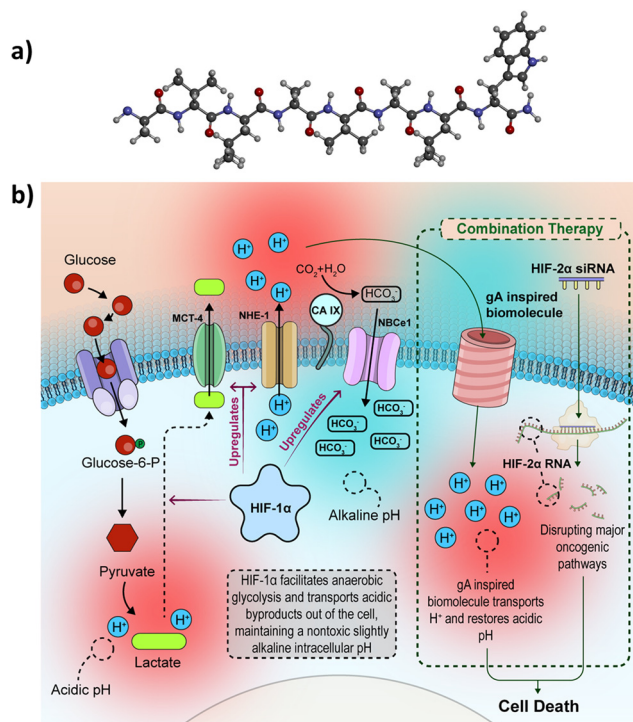 a)
b)
Combination Therapy
Glucose
HIF-2α siRNA
CO2+H2O
HCO3-
gA inspired
biomolecule
MCT-4
NHE-1
CA IX
NBCe1
H+
H+
H+
H+
H+
H+
H+
H+
P
Glucose-6-P
Upregulates
Upregulates
HCO3-
HCO3-
HCO3-
HCO3-
HCO3-
HIF-2α RNA
HIF-1α
Alkaline pH
H+
H+
H+
H+
H+
H+
H+
Disrupting major
oncogenic
pathways
Pyruvate
HIF-1α facilitates anaerobic
glycolysis and transports acidic
byproducts out of the cell,
maintaining a nontoxic slightly
alkaline intracellular pH
gA inspired
biomolecule transports
H+ and restores acidic
pH
H+
H+
Lactate
Acidic pH
Cell Death